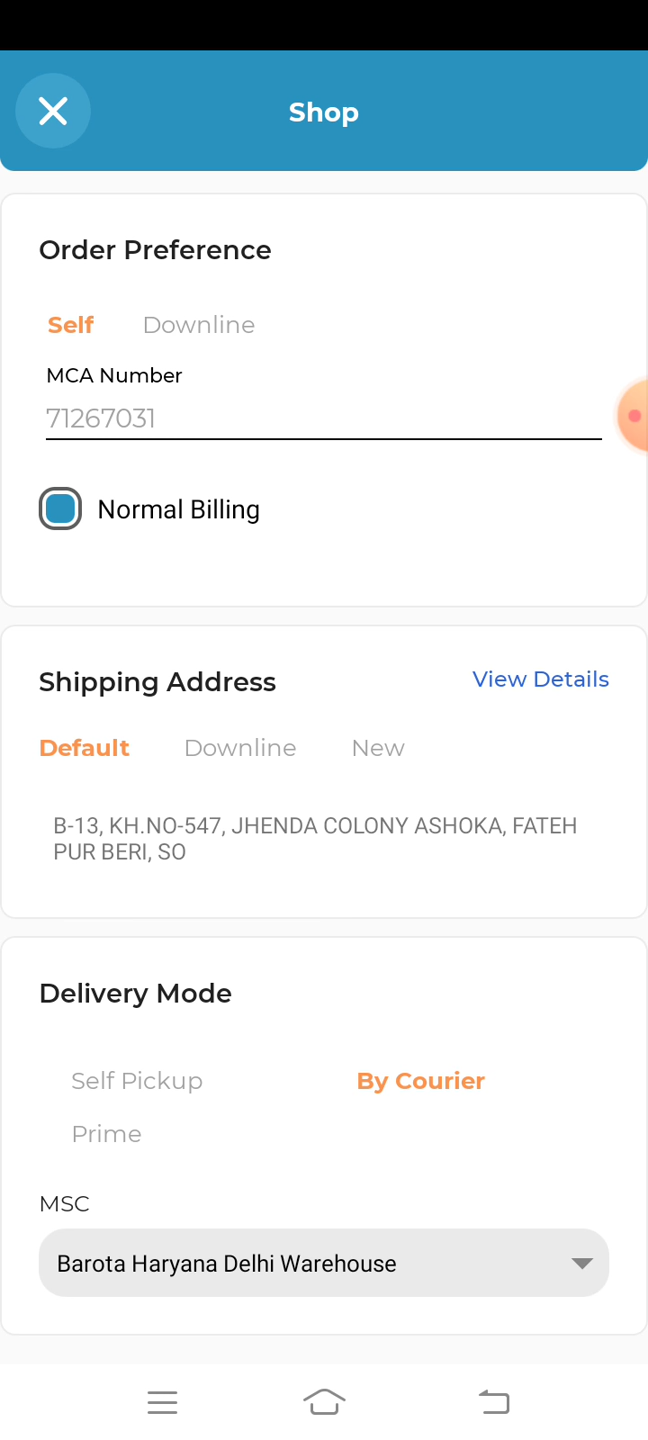 Shop
Order Preference
Self Downline
MCA Number
71267031
Normal Billing
Shipping Address View Details
Default Downline New
B-13, KH.NO-547, JHENDA COLONY ASHOKA, FATEH
PUR BERI, SO
Delivery Mode
Self Pickup By Courier
Prime
MSC
Barota Haryana Delhi Warehouse